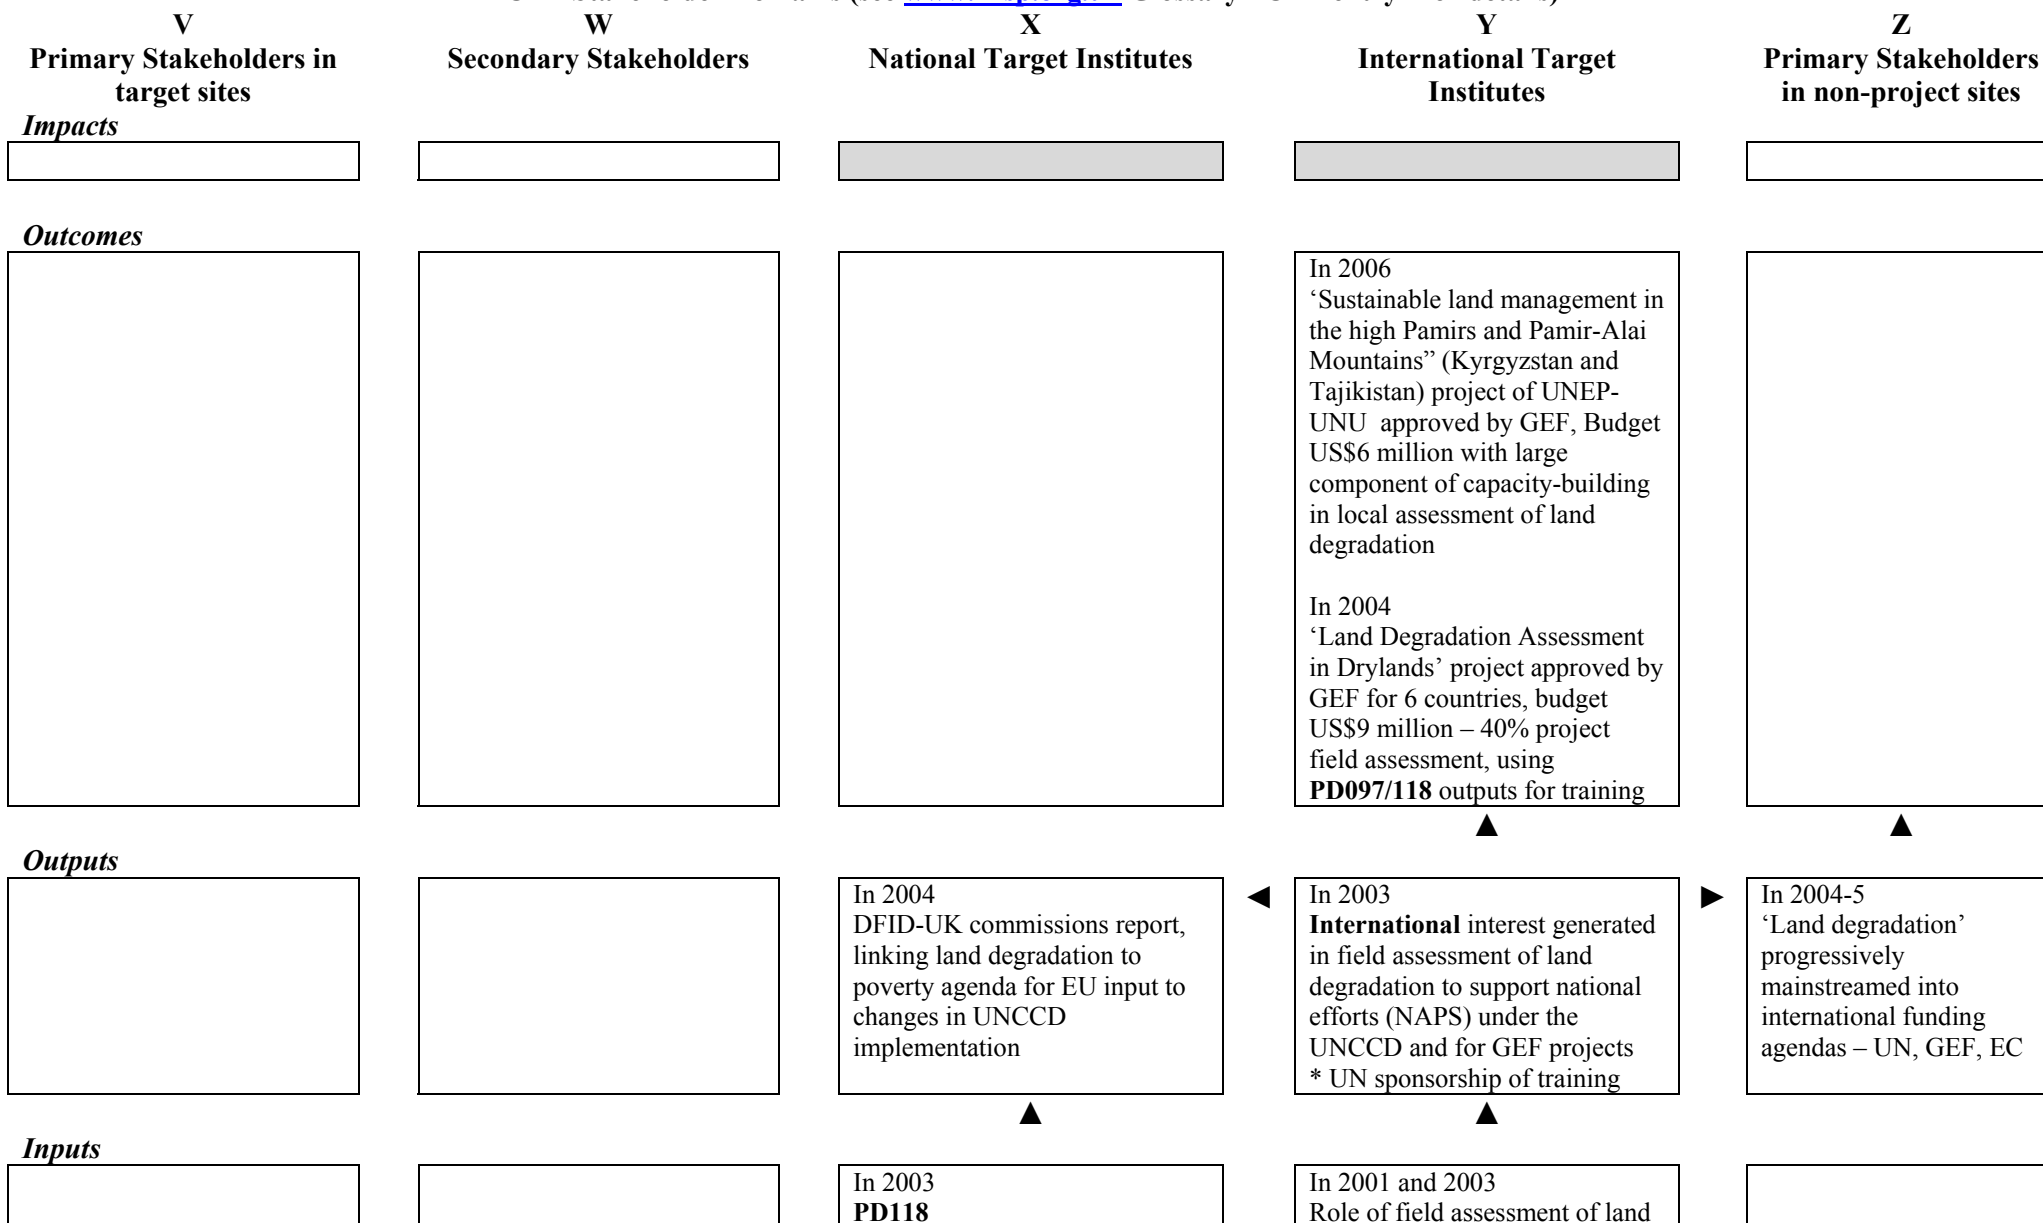 V
Primary Stakeholders in
target sites
W
Secondary Stakeholders
X
National Target Institutes
Y
International Target
Institutes
Z
Primary Stakeholders
in non-project sites
Impacts
Outcomes
In 2006
‘Sustainable land management in
the high Pamirs and Pamir-Alai
Mountains” (Kyrgyzstan and
Tajikistan) project of UNEP-
UNU approved by GEF, Budget
US$6 million with large
component of capacity-building
in local assessment of land
degradation
In 2004
‘Land Degradation Assessment
in Drylands’ project approved by
GEF for 6 countries, budget
US$9 million – 40% project
field assessment, using
PD097/118 outputs for training
▲
▲
Outputs
In 2004
DFID-UK commissions report,
linking land degradation to
poverty agenda for EU input to
changes in UNCCD
implementation
◄
In 2003
International interest generated
in field assessment of land
degradation to support national
efforts (NAPS) under the
UNCCD and for GEF projects
* UN sponsorship of training
►
In 2004-5
‘Land degradation’
progressively
mainstreamed into
international funding
agendas – UN, GEF, EC
▲
▲
Inputs
In 2003
PD118
In 2001 and 2003
Role of field assessment of land